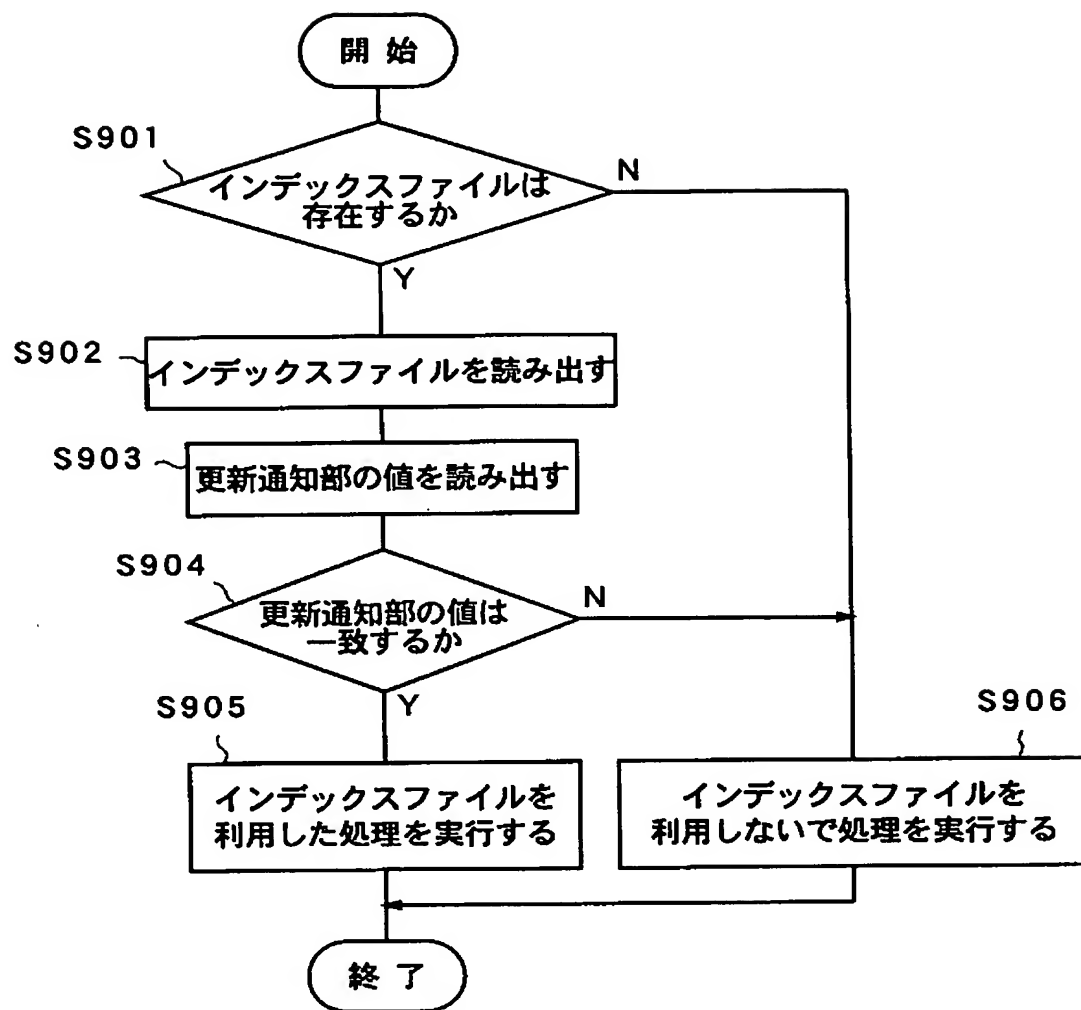 開始
S901
インデックスファイルは
存在するか
N
Y
S902
インデックスファイルを読み出す
S903
更新通知部の値を読み出す
S904
更新通知部の値は
一致するか
N
Y
S905
インデックスファイルを
利用した処理を実行する
S906
インデックスファイルを
利用しないで処理を実行する
終了